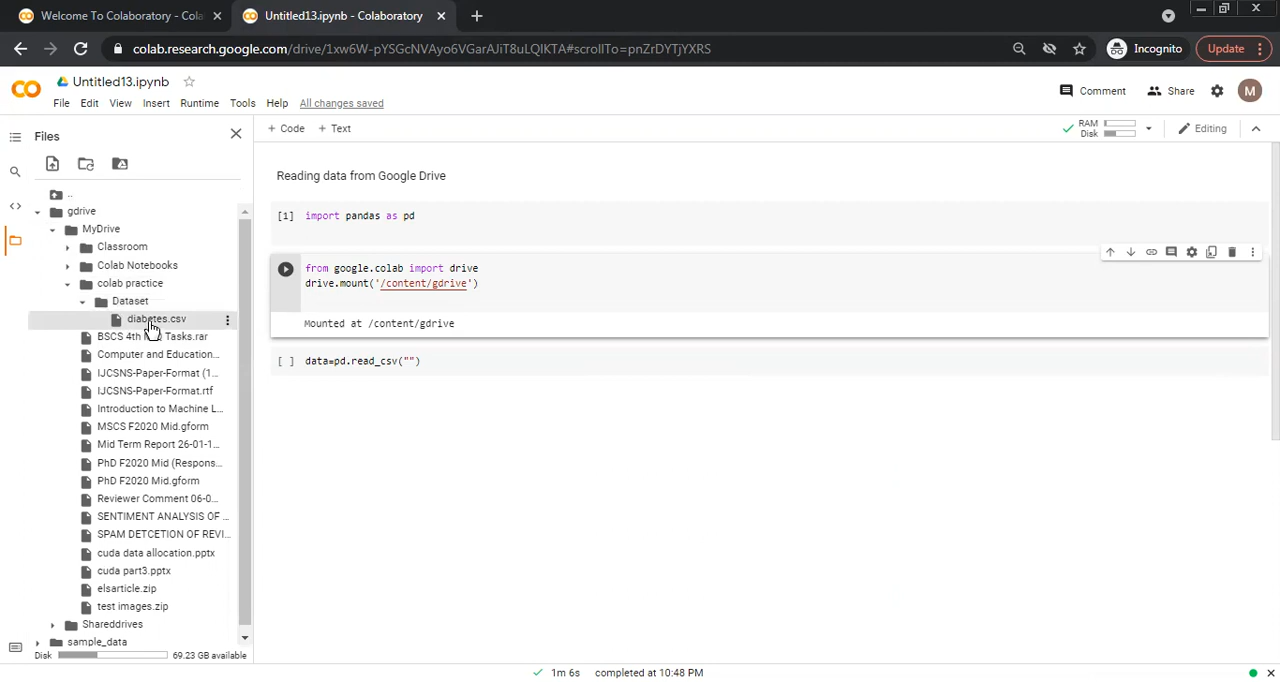 Welcome To Colaboratory - Cola
Untitled13.ipynb - Colaboratory
colab.research.google.com/drive/1xw6W-pYSGcNVAyo6VGarAJiT8uLQIKTA#scrollTo=pnZrDYTjYXRS
Incognito
Update
Untitled13.ipynb
File Edit View Insert Runtime Tools Help All changes saved
Comment
Share
M
Files
+ Code + Text
RAM
Disk
Editing
..
gdrive
MyDrive
Classroom
Colab Notebooks
colab practice
Dataset
diabetes.csv
BSCS 4th Tasks.rar
Computer and Education...
IJCSNS-Paper-Format (1...
IJCSNS-Paper-Format.rtf
Introduction to Machine L...
MSCS F2020 Mid.gform
Mid Term Report 26-01-1...
PhD F2020 Mid (Respons...
PhD F2020 Mid.gform
Reviewer Comment 06-0...
SENTIMENT ANALYSIS OF ...
SPAM DETCETION OF REVI...
cuda data allocation.pptx
cuda part3.pptx
elsarticle.zip
test images.zip
Shareddrives
sample_data
Disk 69.23 GB available
Reading data from Google Drive
[1] import pandas as pd
from google.colab import drive
drive.mount('/content/gdrive')
Mounted at /content/gdrive
[ ] data=pd.read_csv("")
1m 6s completed at 10:48 PM